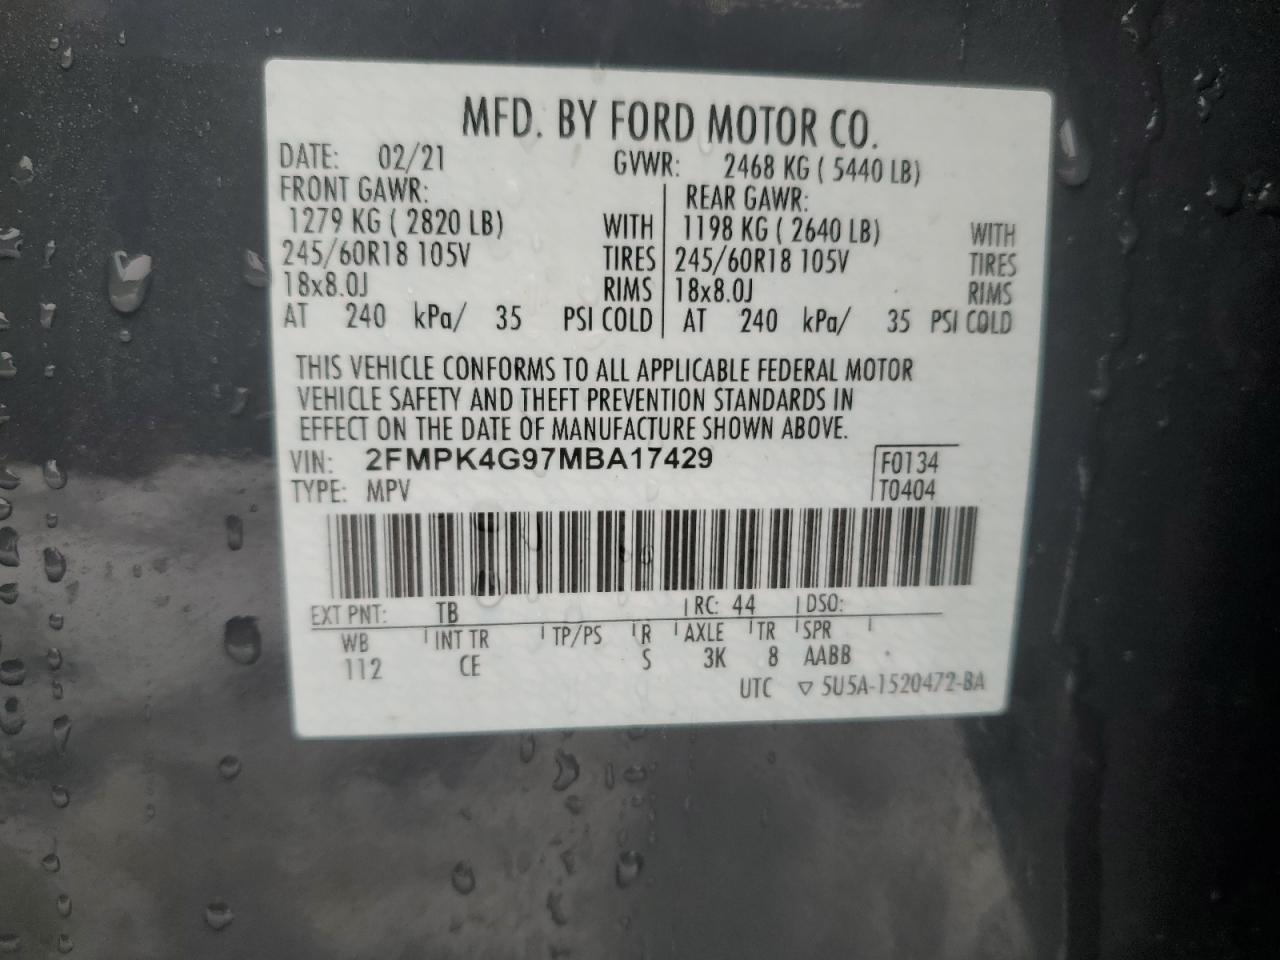 MFD. BY FORD MOTOR CO.
DATE: 02/21 GVWR: 2468 KG ( 5440 LB)
FRONT GAWR: REAR GAWR:
1279 KG ( 2820 LB) WITH 1198 KG ( 2640 LB) WITH
245/60R18 105V TIRES 245/60R18 105V TIRES
18x8.0J RIMS 18x8.0J RIMS
AT 240 kPa/ 35 PSI COLD AT 240 kPa/ 35 PSI COLD
THIS VEHICLE CONFORMS TO ALL APPLICABLE FEDERAL MOTOR
VEHICLE SAFETY AND THEFT PREVENTION STANDARDS IN
EFFECT ON THE DATE OF MANUFACTURE SHOWN ABOVE.
VIN: 2FMPK4G97MBA17429 F0134
TYPE: MPV T0404
EXT PNT: TB RC: 44 DSO:
WB INT TR TP/PS R AXLE TR SPR
112 CE S 3K 8 AABB
UTC ▽ 5U5A-1520472-BA